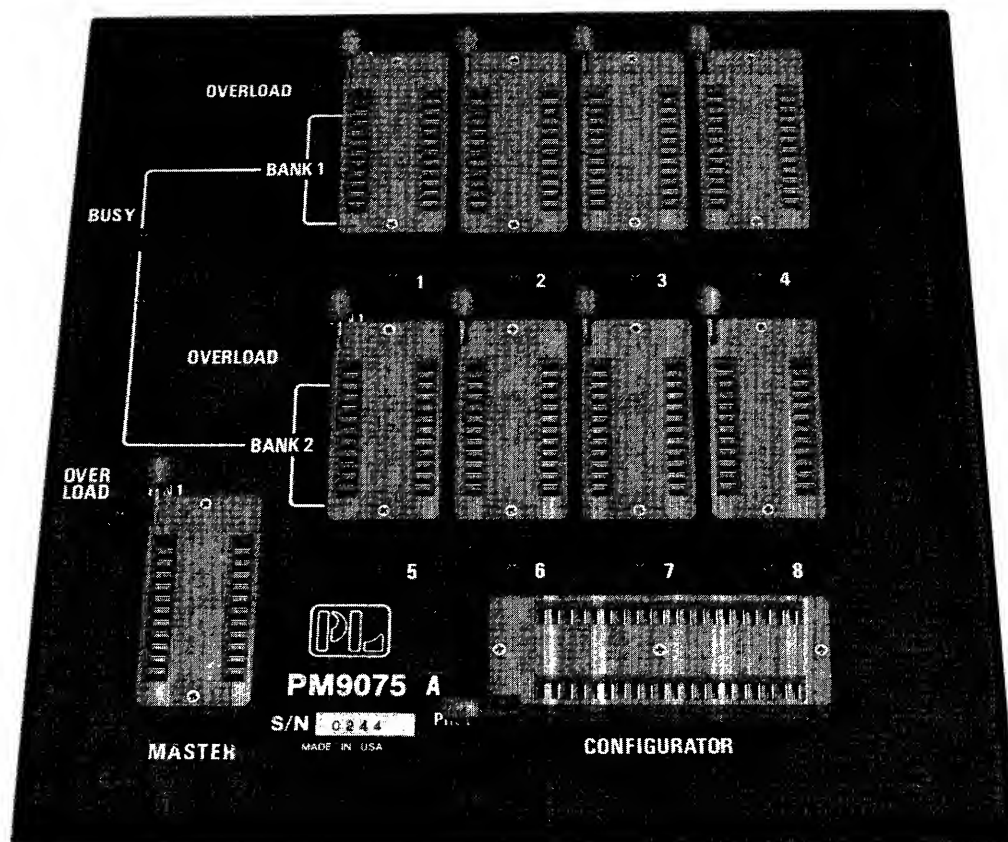 OVERLOAD
BANK 1
BUSY
1 2 3 4
OVERLOAD
BANK 2
OVER
LOAD
5 6 7 8
PL
PM9075 A
S/N 0244
MADE IN USA
MASTER
CONFIGURATOR